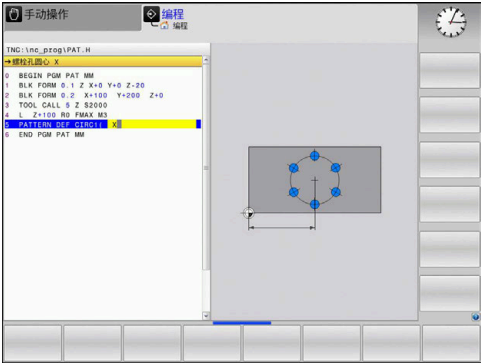 手动操作
编程
编程
TNC:\nc_prog\PAT.H
→螺栓孔圆心 X
0 BEGIN PGM PAT MM
1 BLK FORM 0.1 Z X+0 Y+0 Z-20
2 BLK FORM 0.2 X+100 Y+200 Z+0
3 TOOL CALL 5 Z S2000
4 L Z+100 R0 FMAX M3
5 PATTERN DEF CIRC1( X
6 END PGM PAT MM